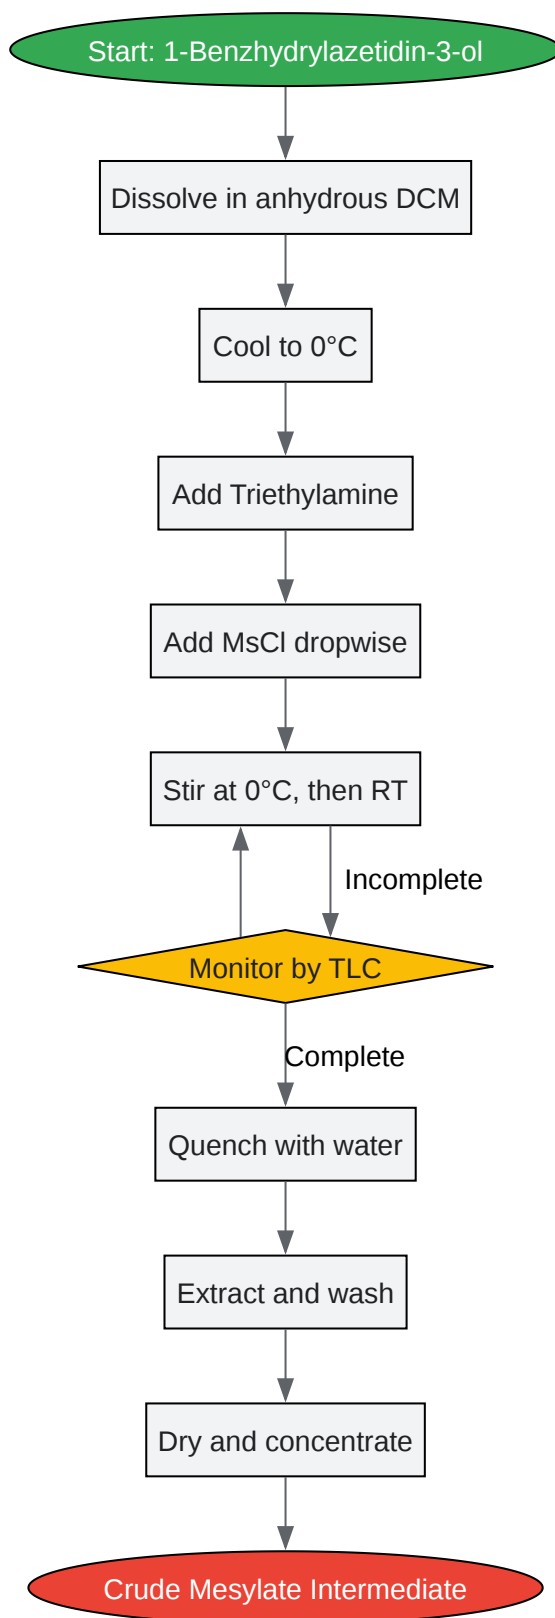 Start: 1-Benzhydrylazetidin-3-ol
Dissolve in anhydrous DCM
Cool to 0°C
Add Triethylamine
Add MsCl dropwise
Stir at 0°C, then RT
Incomplete
Monitor by TLC
Complete
Quench with water
Extract and wash
Dry and concentrate
Crude Mesylate Intermediate